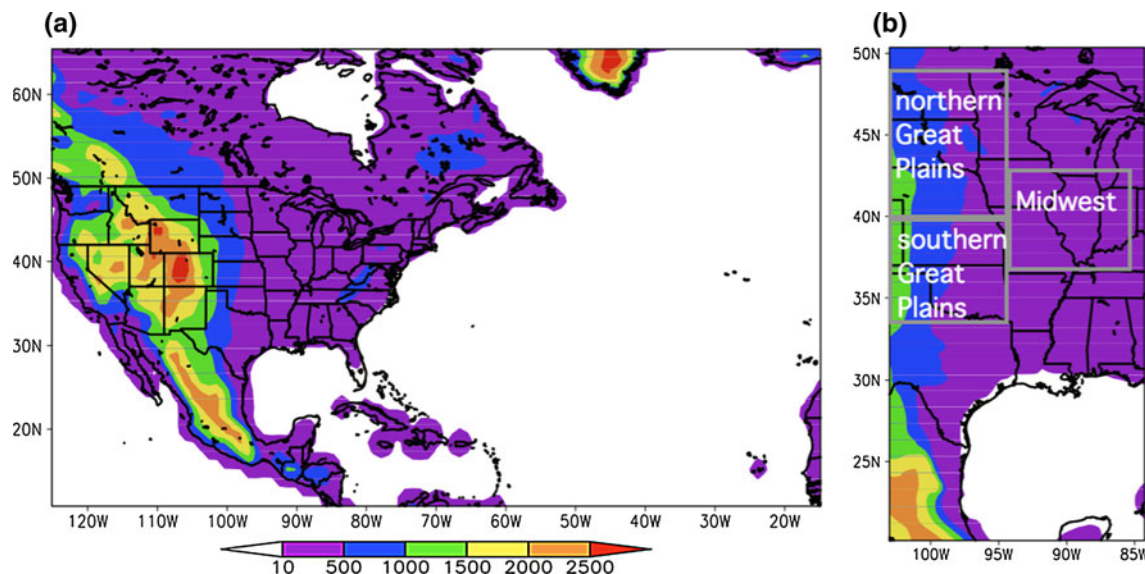 (a)
(b)
60N
50N
40N
30N
20N
120W 110W 100W 90W 80W 70W 60W 50W 40W 30W 20W
10 500 1000 1500 2000 2500
50N
45N
40N
35N
30N
25N
northern
Great
Plains
Midwest
southern
Great
Plains
100W 95W 90W 85W